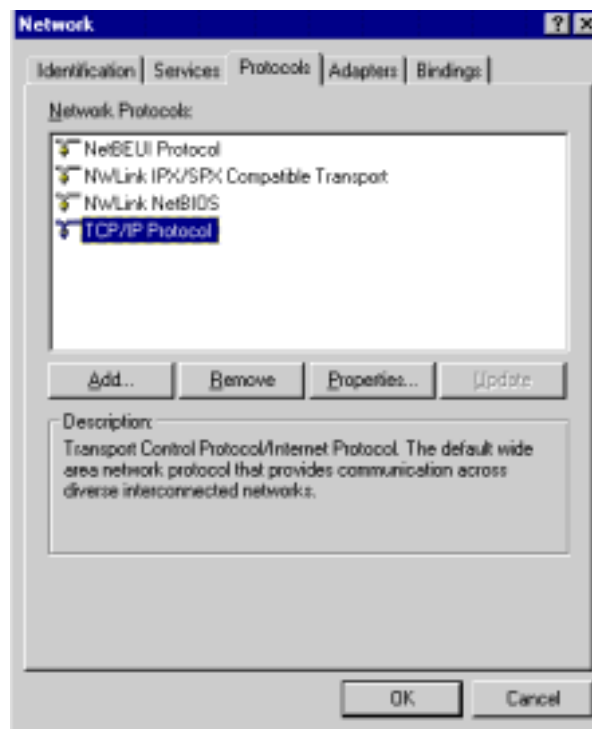 Network
Identification Services Protocols Adapters Bindings
Network Protocols:
NetBEUI Protocol
NWLink IPX/SPX Compatible Transport
NWLink NetBIOS
TCP/IP Protocol
Add... Remove Properties... Update
Description:
Transport Control Protocol/Internet Protocol. The default wide
area network protocol that provides communication across
diverse interconnected networks.
OK Cancel